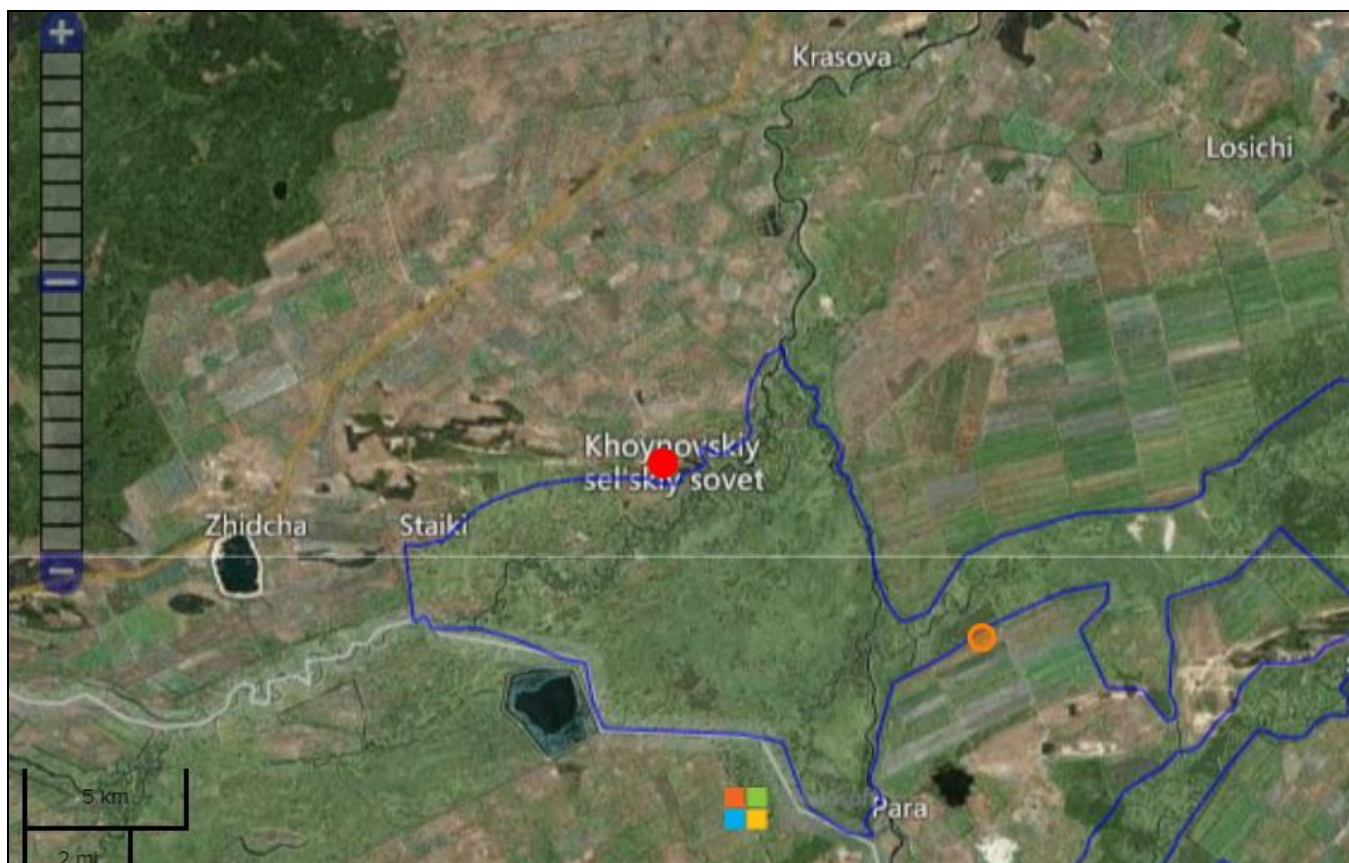 +
Krasova
Losichi
Khoynovskiy
sel'skiy sovet
Zhidcha
Staiki
5 km
Para
2 mi